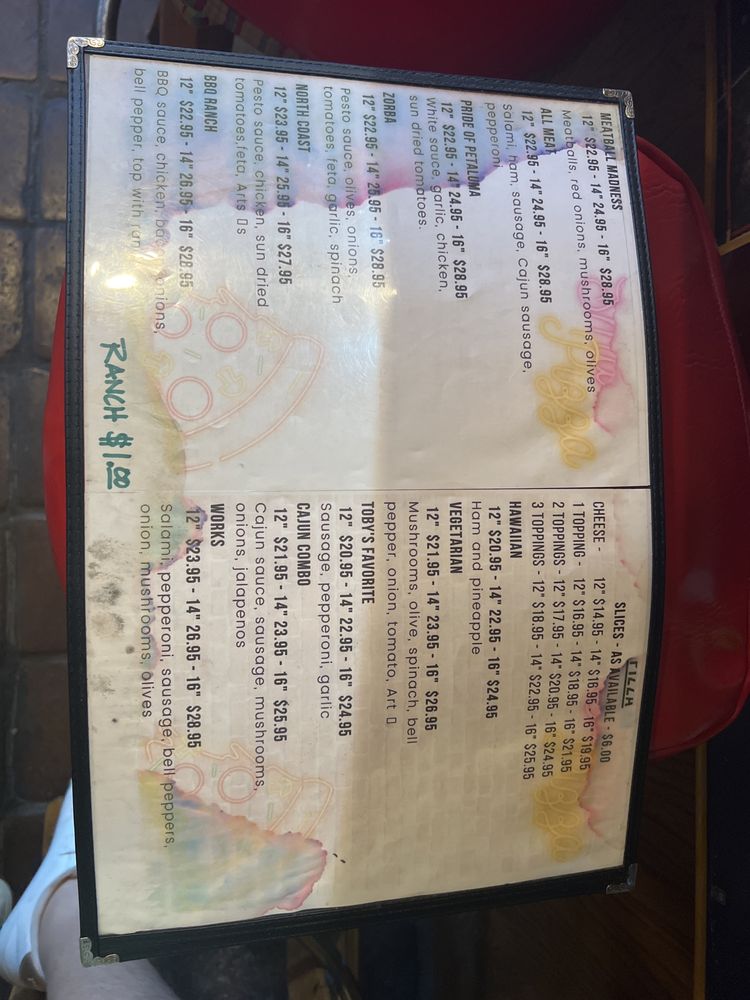 MEATBALL MADNESS
12" $22.95 - 14" 24.95 - 16" $28.95
Meatballs, red onions, mushrooms, olives
ALL MEAT
12" $22.95 - 14" 24.95 - 16" $28.95
Salami, ham, sausage, Cajun sausage,
pepperoni
PRIDE OF PETALUMA
12" $22.95 - 14" 24.95 - 16" $28.95
White sauce, garlic, chicken,
sun dried tomatoes.
ZORBA
12" $22.95 - 14" 26.95 - 16" $28.95
Pesto sauce, olives, onions,
tomatoes, feta, garlic, spinach
NORTH COAST
12" $23.95 - 14" 25.95 - 16" $27.95
Pesto sauce, chicken, sun dried
tomatoes,feta, Arts ▯s
BBQ RANCH
12" $22.95 - 14" 26.95 - 16" $28.95
BBQ sauce, chicken, bacon, onions,
bell pepper, top with ran
RANCH $1.00
PIZZA
SLICES - AS AVAILABLE - $6.00
CHEESE - 12" $14.95 - 14" $16.95 - 16" $19.95
1 TOPPING - 12" $16.95 - 14" $18.95 - 16" $21.95
2 TOPPINGS - 12" $17.95 - 14" $20.95 - 16" $24.95
3 TOPPINGS - 12" $18.95 - 14" $22.95 - 16" $25.95
HAWAIIAN
12" $20.95 - 14" 22.95 - 16" $24.95
Ham and pineapple
VEGETARIAN
12" $21.95 - 14" 23.95 - 16" $26.95
Mushrooms, olive, spinach, bell
pepper, onion, tomato, Art ▯
TOBY'S FAVORITE
12" $20.95 - 14" 22.95 - 16" $24.95
Sausage, pepperoni, garlic
CAJUN COMBO
12" $21.95 - 14" 23.95 - 16" $25.95
Cajun sauce, sausage, mushrooms,
onions, jalapenos
WORKS
12" $23.95 - 14" 26.95 - 16" $28.95
Salami, pepperoni, sausage, bell peppers,
onion, mushrooms, olives